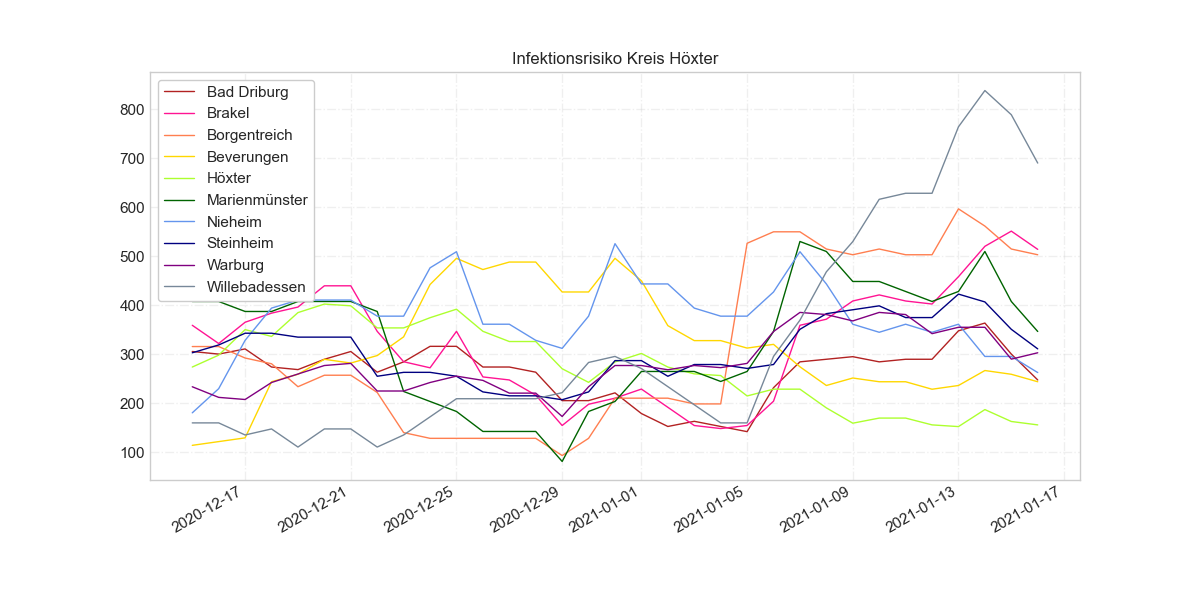 Infektionsrisiko Kreis Höxter
Bad Driburg
Brakel
Borgentreich
Beverungen
Höxter
Marienmünster
Nieheim
Steinheim
Warburg
Willebadessen
800
700
600
500
400
300
200
100
2020-12-17
2020-12-21
2020-12-25
2020-12-29
2021-01-01
2021-01-05
2021-01-09
2021-01-13
2021-01-17